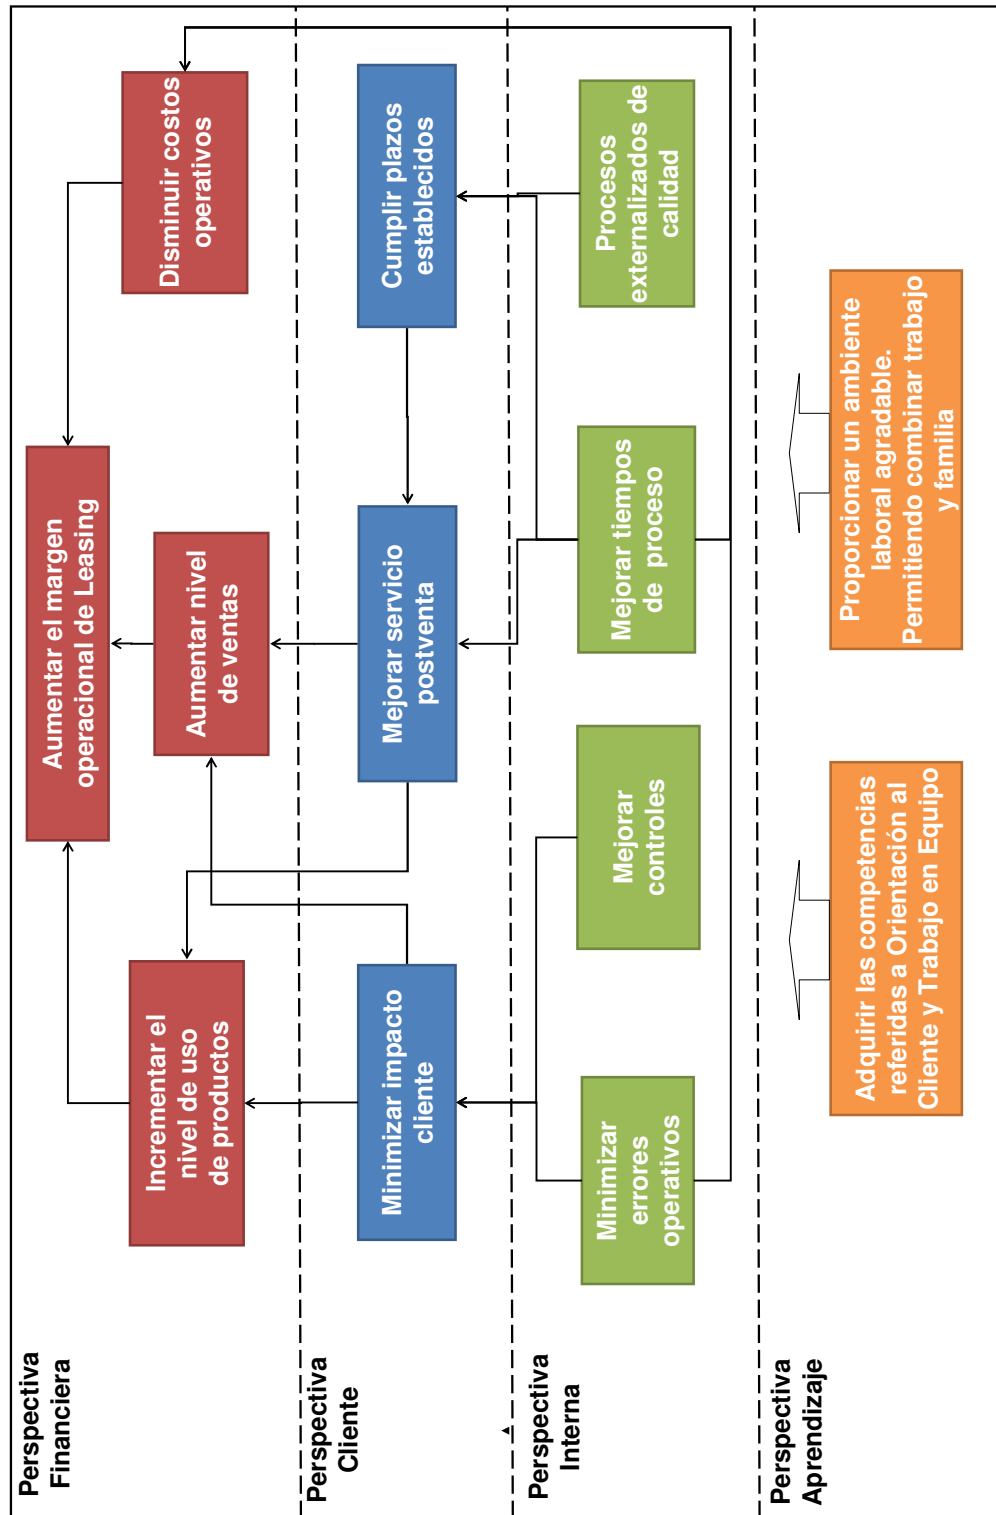 Perspectiva
Financiera
Aumentar el margen
operacional de Leasing
Incrementar el
nivel de uso
de productos
Aumentar nivel
de ventas
Disminuir costos
operativos
Perspectiva
Cliente
Minimizar impacto
cliente
Mejorar servicio
postventa
Cumplir plazos
establecidos
Perspectiva
Interna
Minimizar
errores
operativos
Mejorar
controles
Mejorar tiempos
de proceso
Procesos
externalizados de
calidad
Perspectiva
Aprendizaje
Adquirir las competencias
referidas a Orientación al
Cliente y Trabajo en Equipo
Proporcionar un ambiente
laboral agradable.
Permitiendo combinar trabajo
y familia